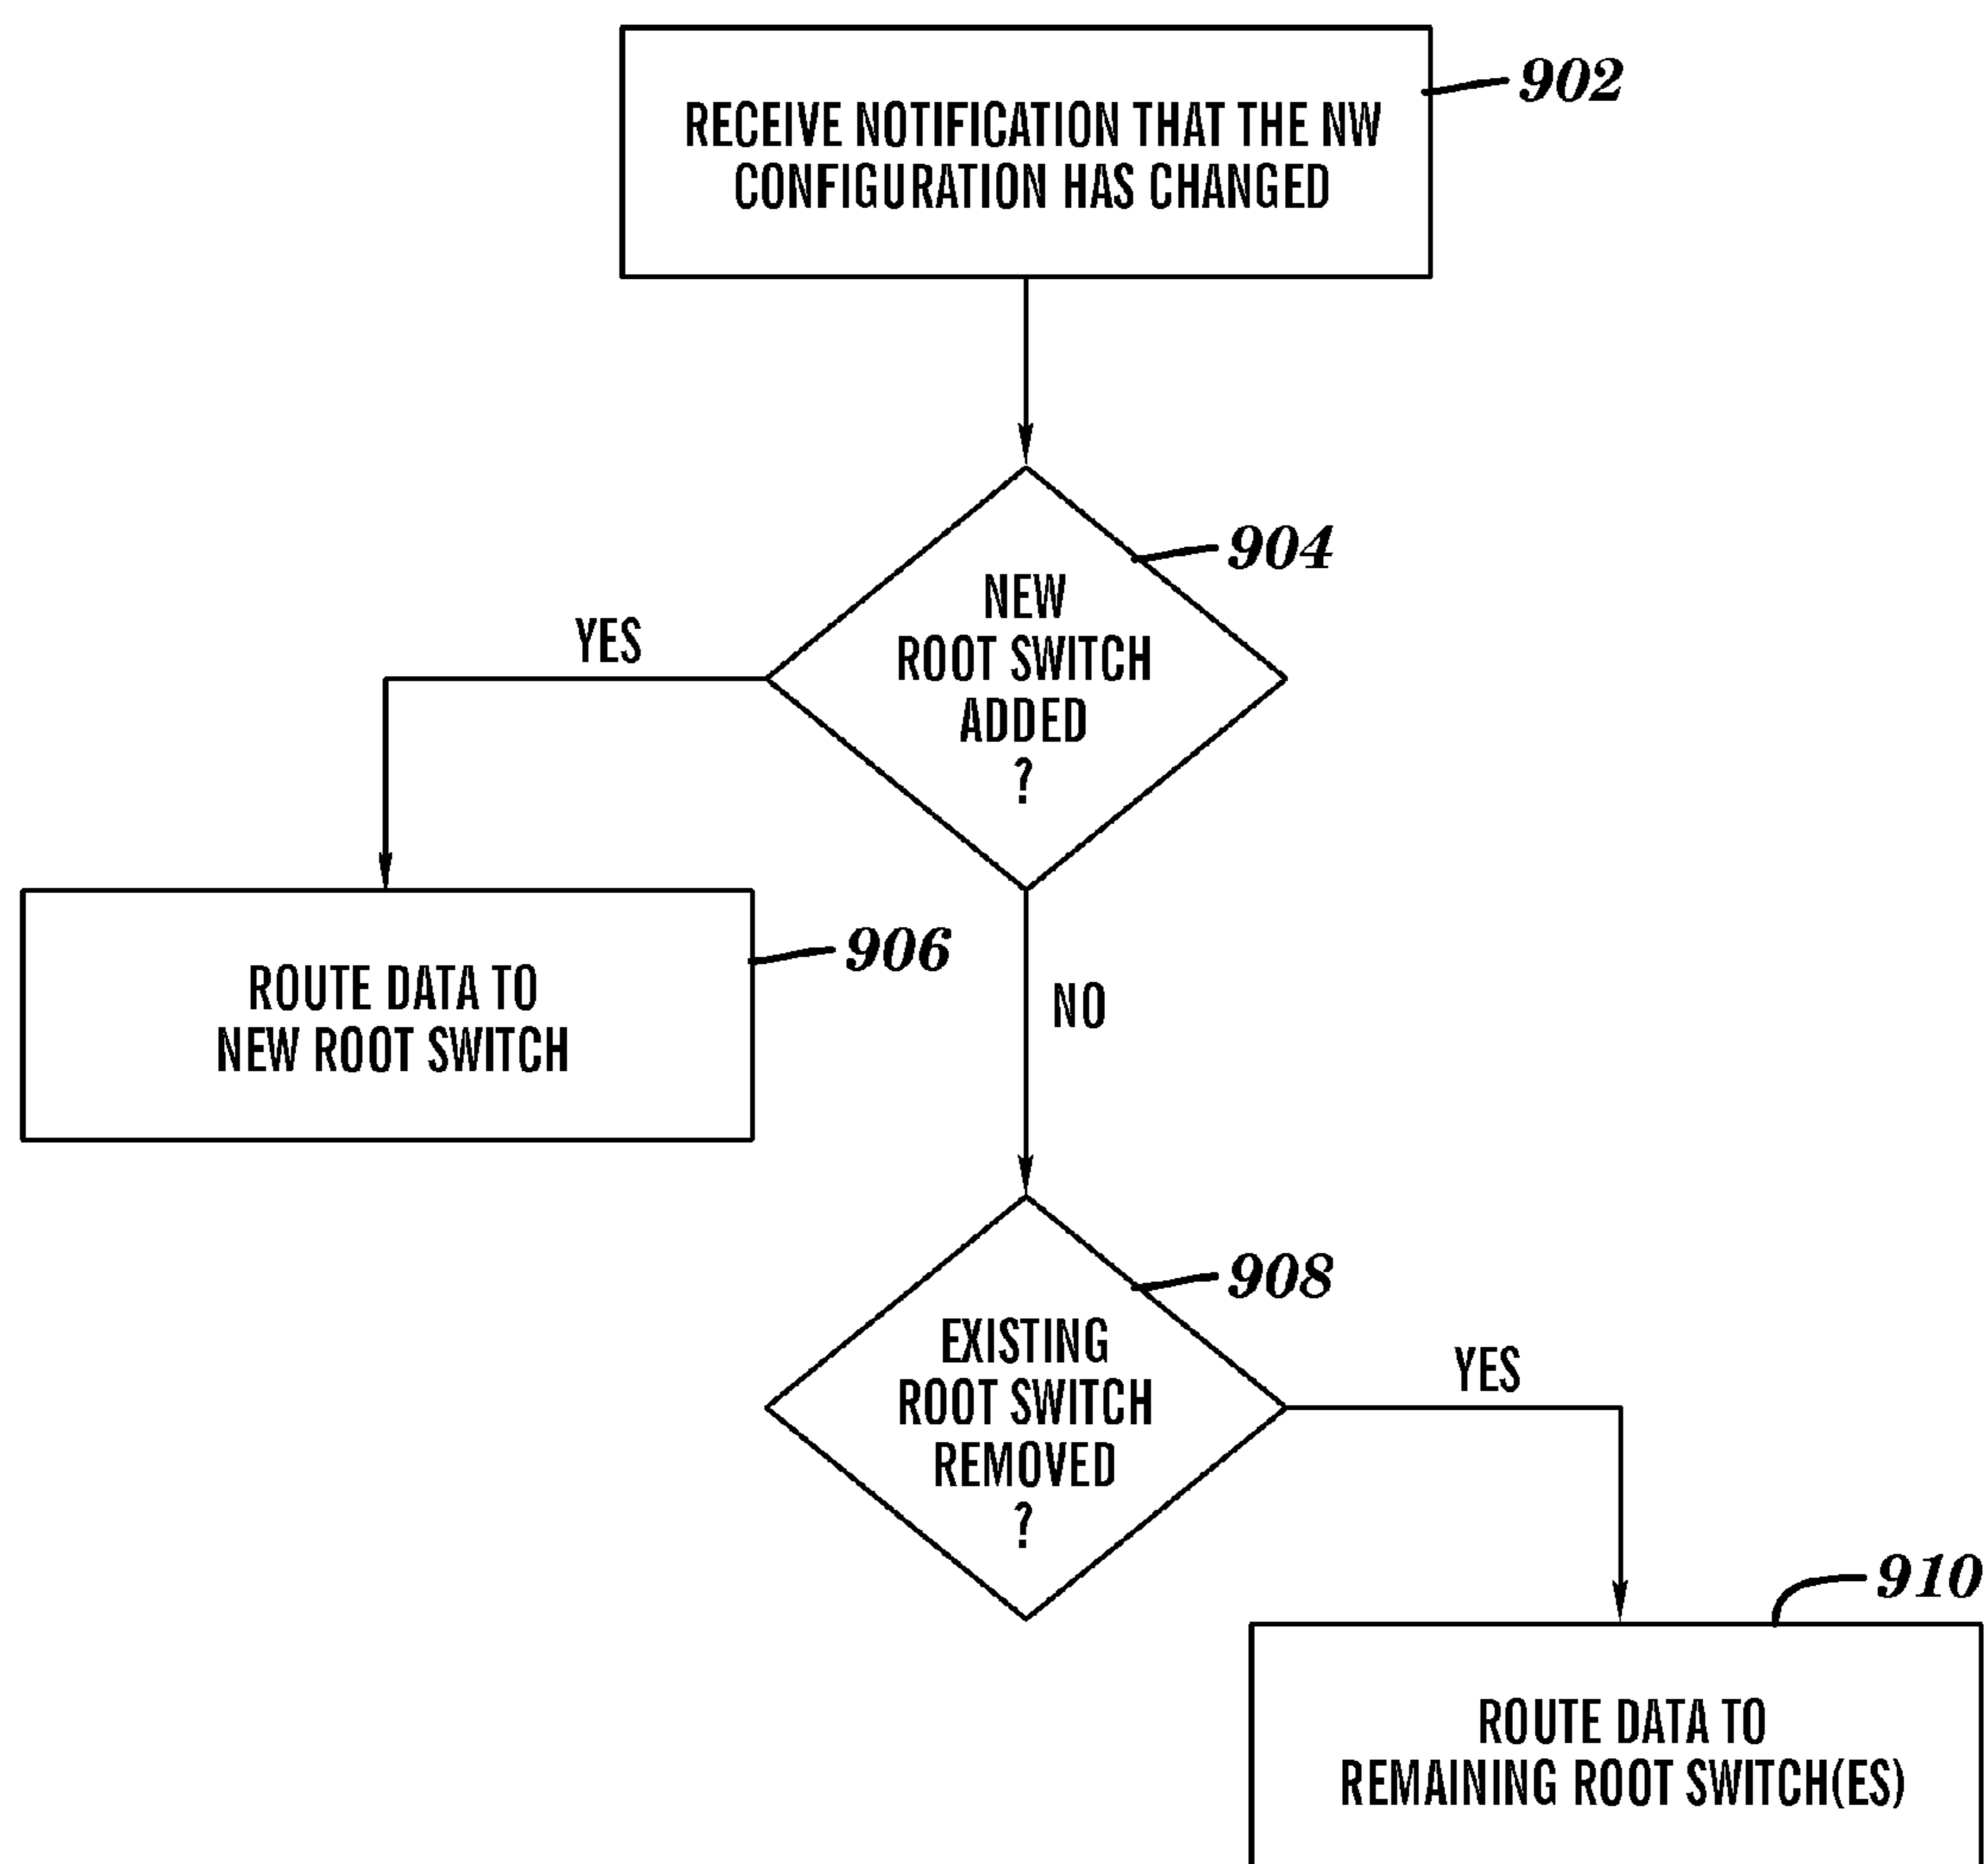 RECEIVE NOTIFICATION THAT THE NW
CONFIGURATION HAS CHANGED
902
904
NEW
ROOT SWITCH
ADDED
?
YES
906
ROUTE DATA TO
NEW ROOT SWITCH
NO
908
EXISTING
ROOT SWITCH
REMOVED
?
YES
910
ROUTE DATA TO
REMAINING ROOT SWITCH(ES)